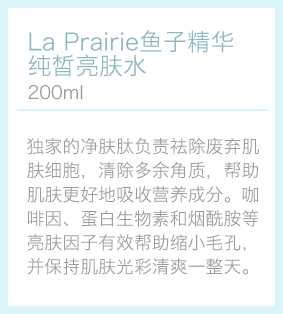 La Prairie鱼子精华
纯皙亮肤水
200ml
独家的净肤肽负责祛除废弃肌
肤细胞，清除多余角质，帮助
肌肤更好地吸收营养成分。咖
啡因、蛋白生物素和烟酰胺等
亮肤因子有效帮助缩小毛孔，
并保持肌肤光彩清爽一整天。